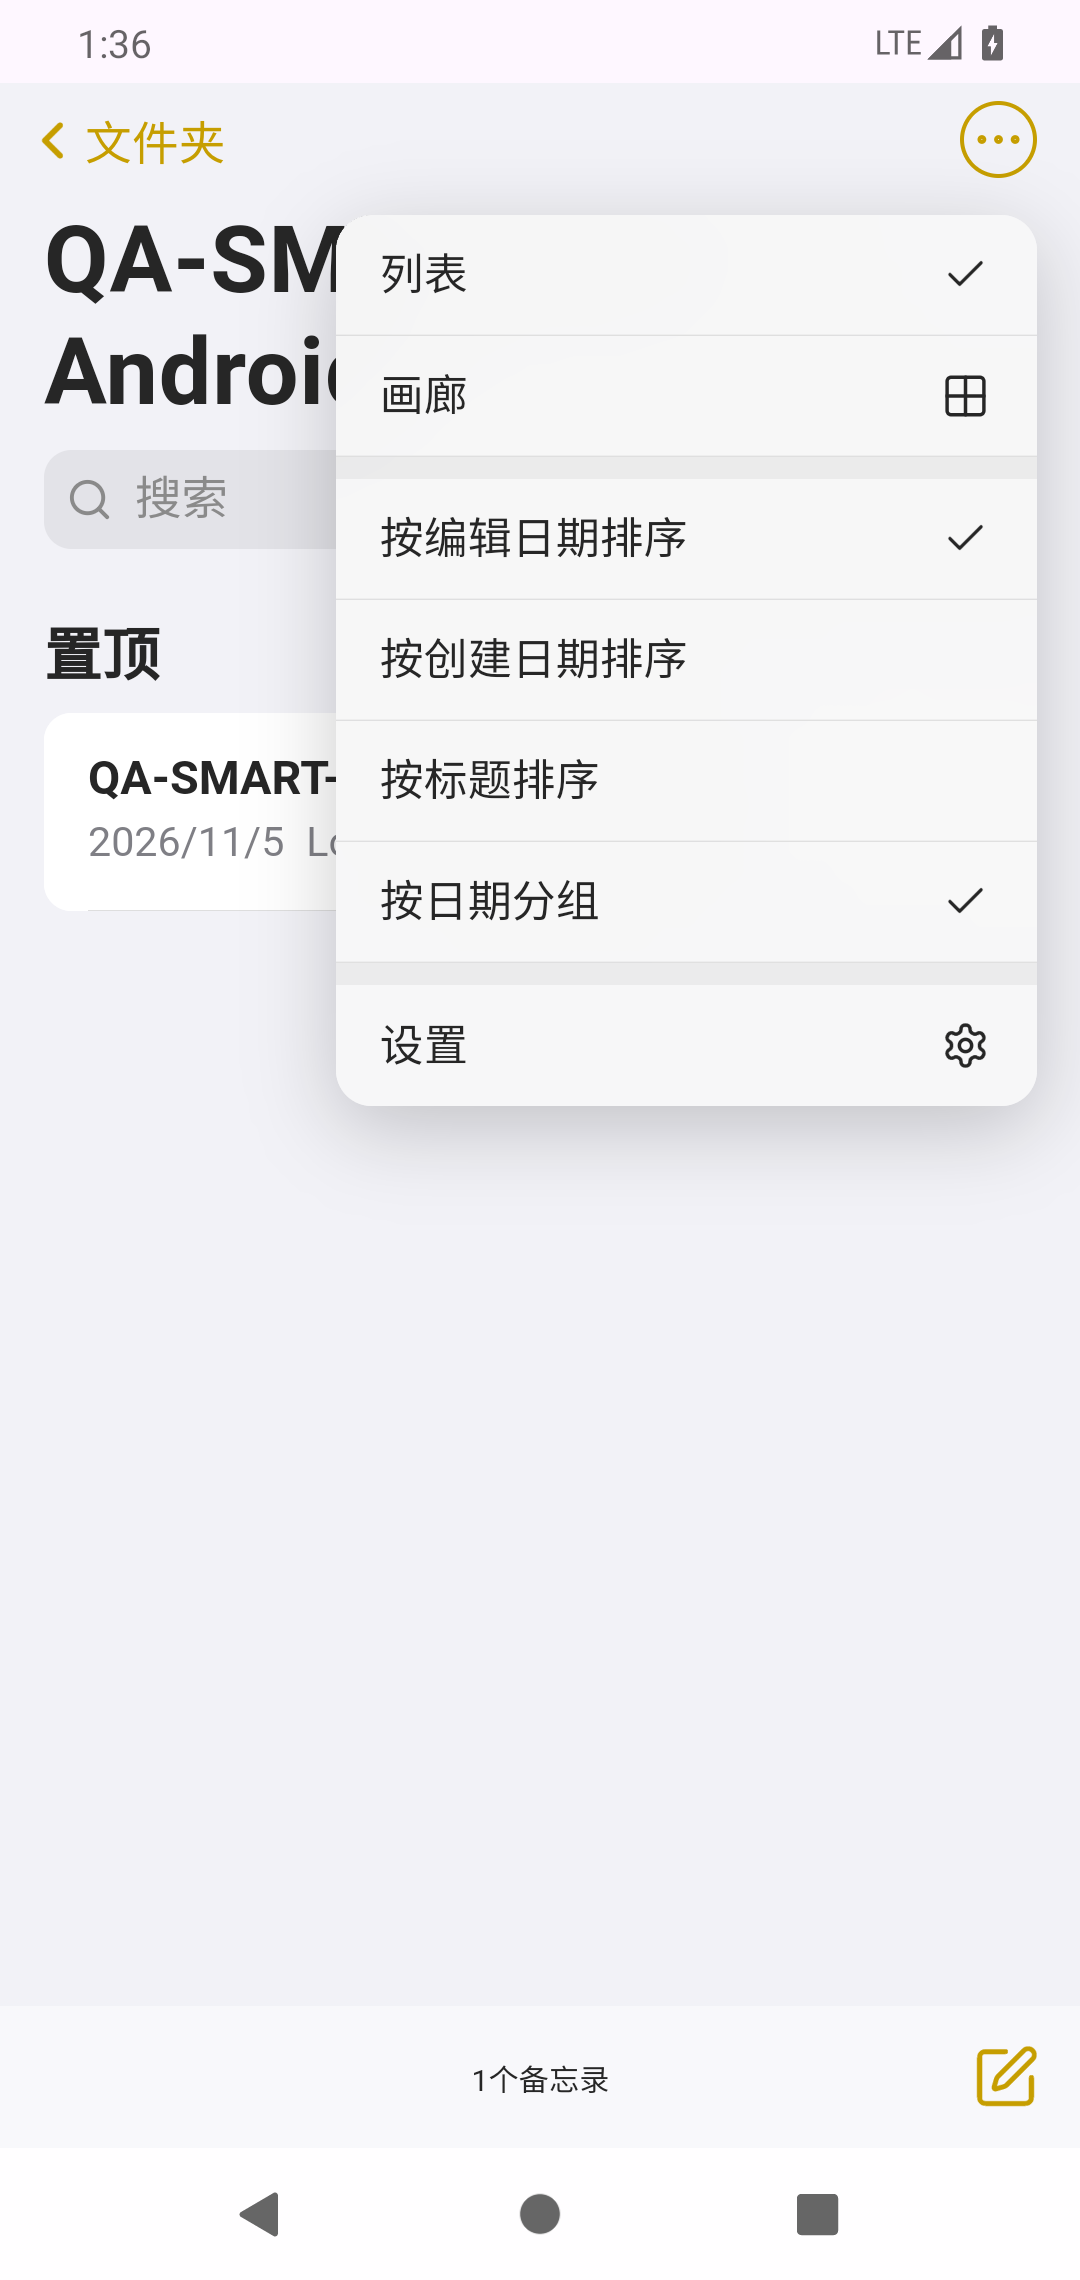 1:36 LTE
文件夹
QA-SM
Androi
搜索
置顶
QA-SMART-
2026/11/5 Lo
列表
画廊
按编辑日期排序
按创建日期排序
按标题排序
按日期分组
设置
1个备忘录